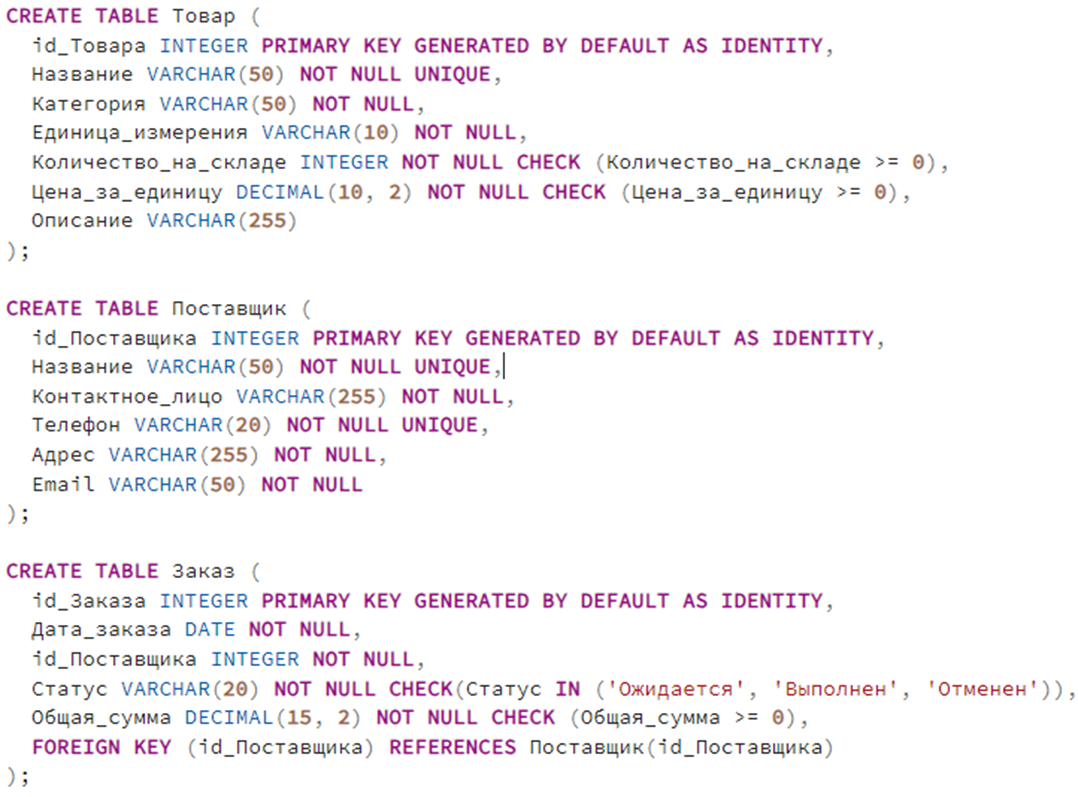 CREATE TABLE Товар (
id_Товара INTEGER PRIMARY KEY GENERATED BY DEFAULT AS IDENTITY,
Название VARCHAR(50) NOT NULL UNIQUE,
Категория VARCHAR(50) NOT NULL,
Единица_измерения VARCHAR(10) NOT NULL,
Количество_на_складе INTEGER NOT NULL CHECK (Количество_на_складе >= 0),
Цена_за_единицу DECIMAL(10, 2) NOT NULL CHECK (Цена_за_единицу >= 0),
Описание VARCHAR(255)
);
CREATE TABLE Поставщик (
id_Поставщика INTEGER PRIMARY KEY GENERATED BY DEFAULT AS IDENTITY,
Название VARCHAR(50) NOT NULL UNIQUE,
Контактное_лицо VARCHAR(255) NOT NULL,
Телефон VARCHAR(20) NOT NULL UNIQUE,
Адрес VARCHAR(255) NOT NULL,
Email VARCHAR(50) NOT NULL
);
CREATE TABLE Заказ (
id_Заказа INTEGER PRIMARY KEY GENERATED BY DEFAULT AS IDENTITY,
Дата_заказа DATE NOT NULL,
id_Поставщика INTEGER NOT NULL,
Статус VARCHAR(20) NOT NULL CHECK(Статус IN ('Ожидается', 'Выполнен', 'Отменен')),
Общая_сумма DECIMAL(15, 2) NOT NULL CHECK (Общая_сумма >= 0),
FOREIGN KEY (id_Поставщика) REFERENCES Поставщик(id_Поставщика)
);